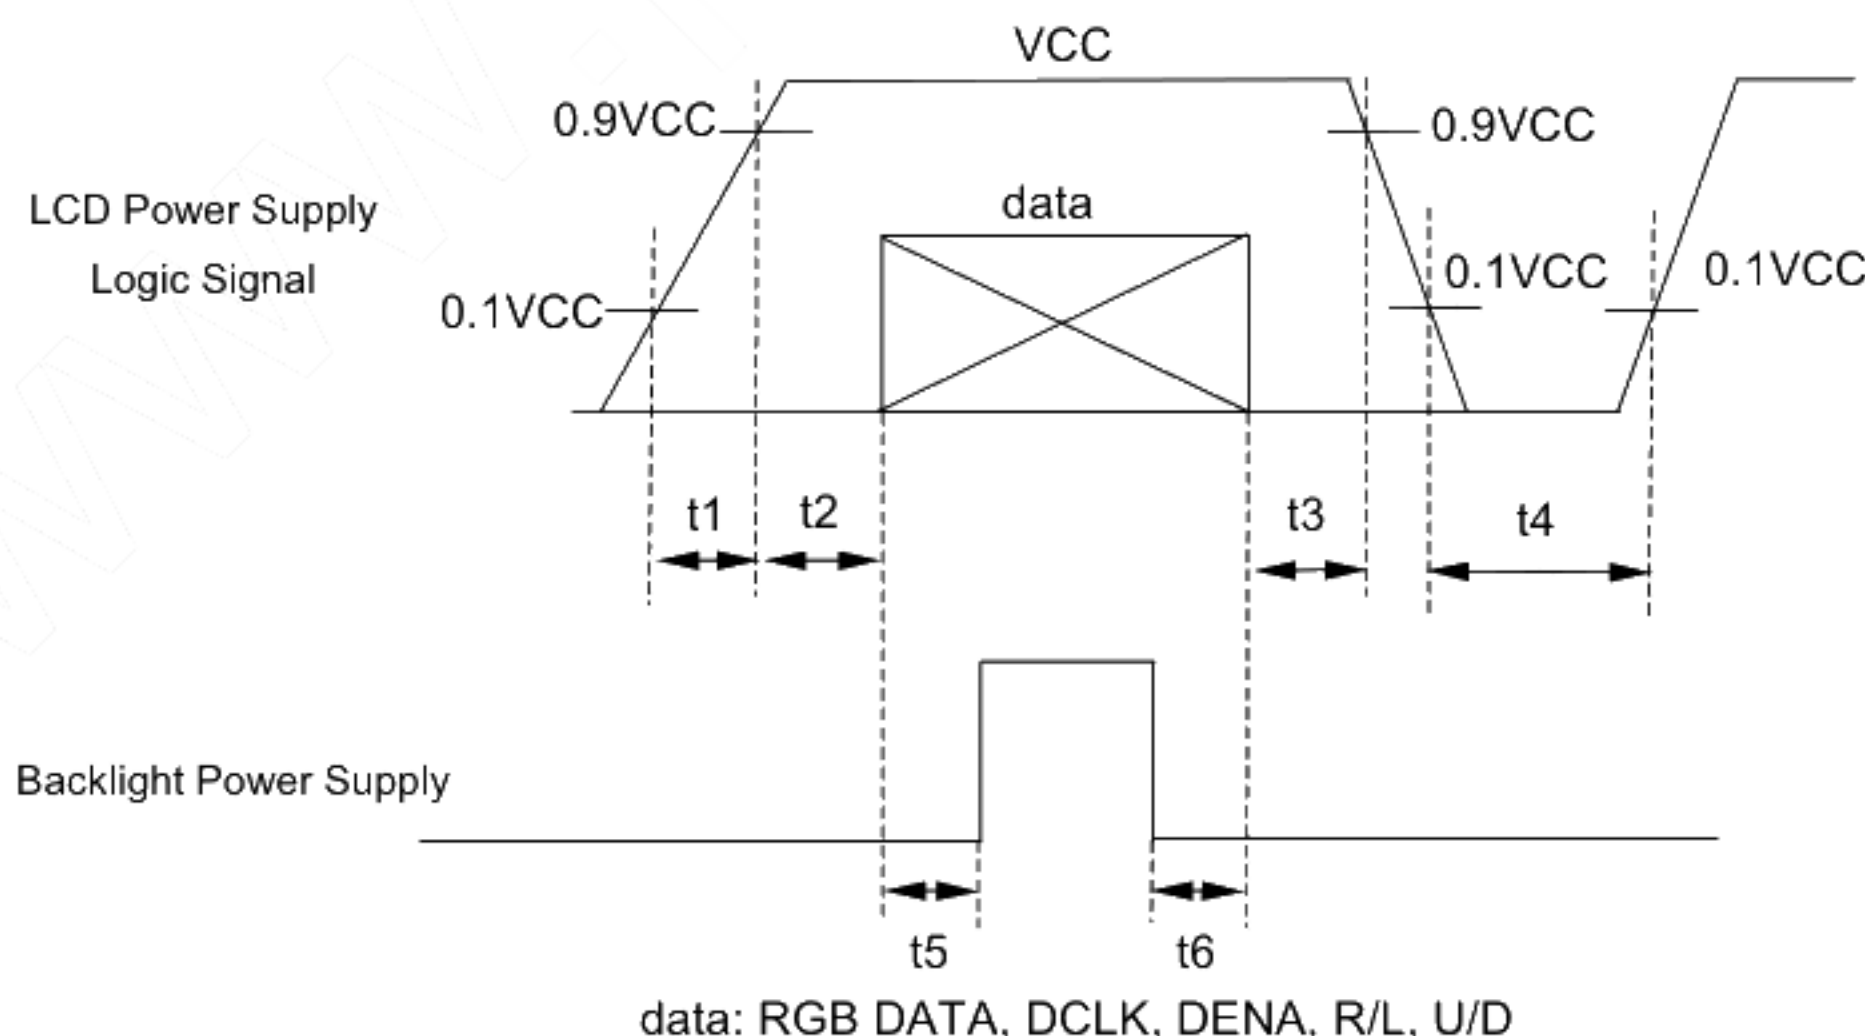 VCC
0.9VCC
0.9VCC
LCD Power Supply
Logic Signal
data
0.1VCC
0.1VCC
0.1VCC
t1
t2
t3
t4
Backlight Power Supply
t5
t6
data: RGB DATA, DCLK, DENA, R/L, U/D